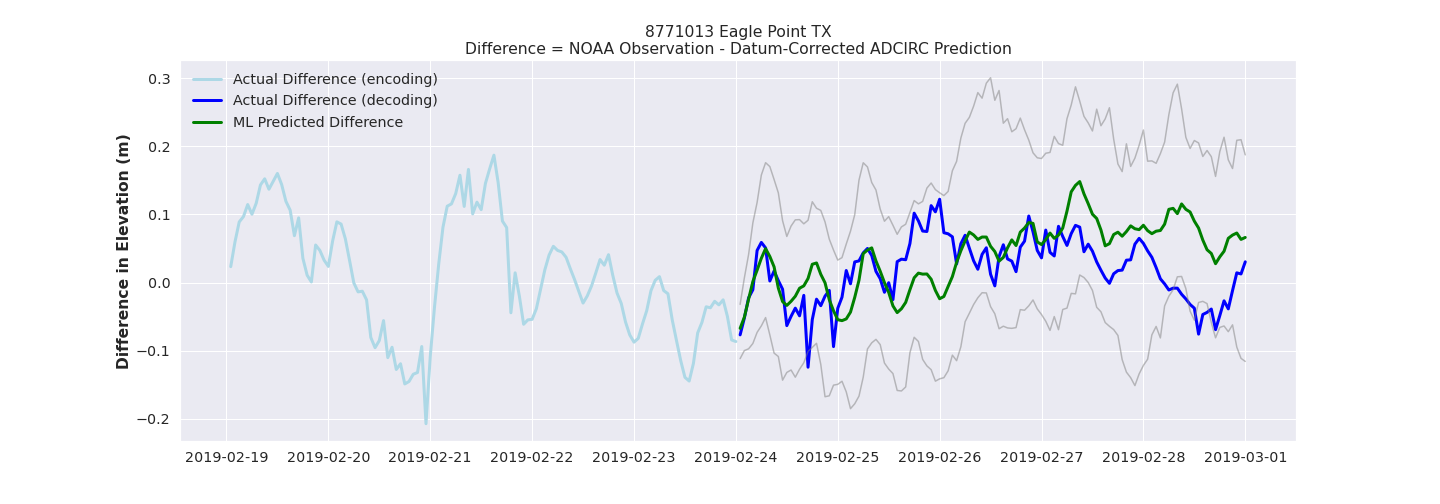 8771013 Eagle Point TX
Difference = NOAA Observation - Datum-Corrected ADCIRC Prediction
Actual Difference (encoding)
Actual Difference (decoding)
ML Predicted Difference
Difference in Elevation (m)
0.3
0.2
0.1
0.0
−0.1
−0.2
2019-02-19 2019-02-20 2019-02-21 2019-02-22 2019-02-23 2019-02-24 2019-02-25 2019-02-26 2019-02-27 2019-02-28 2019-03-01